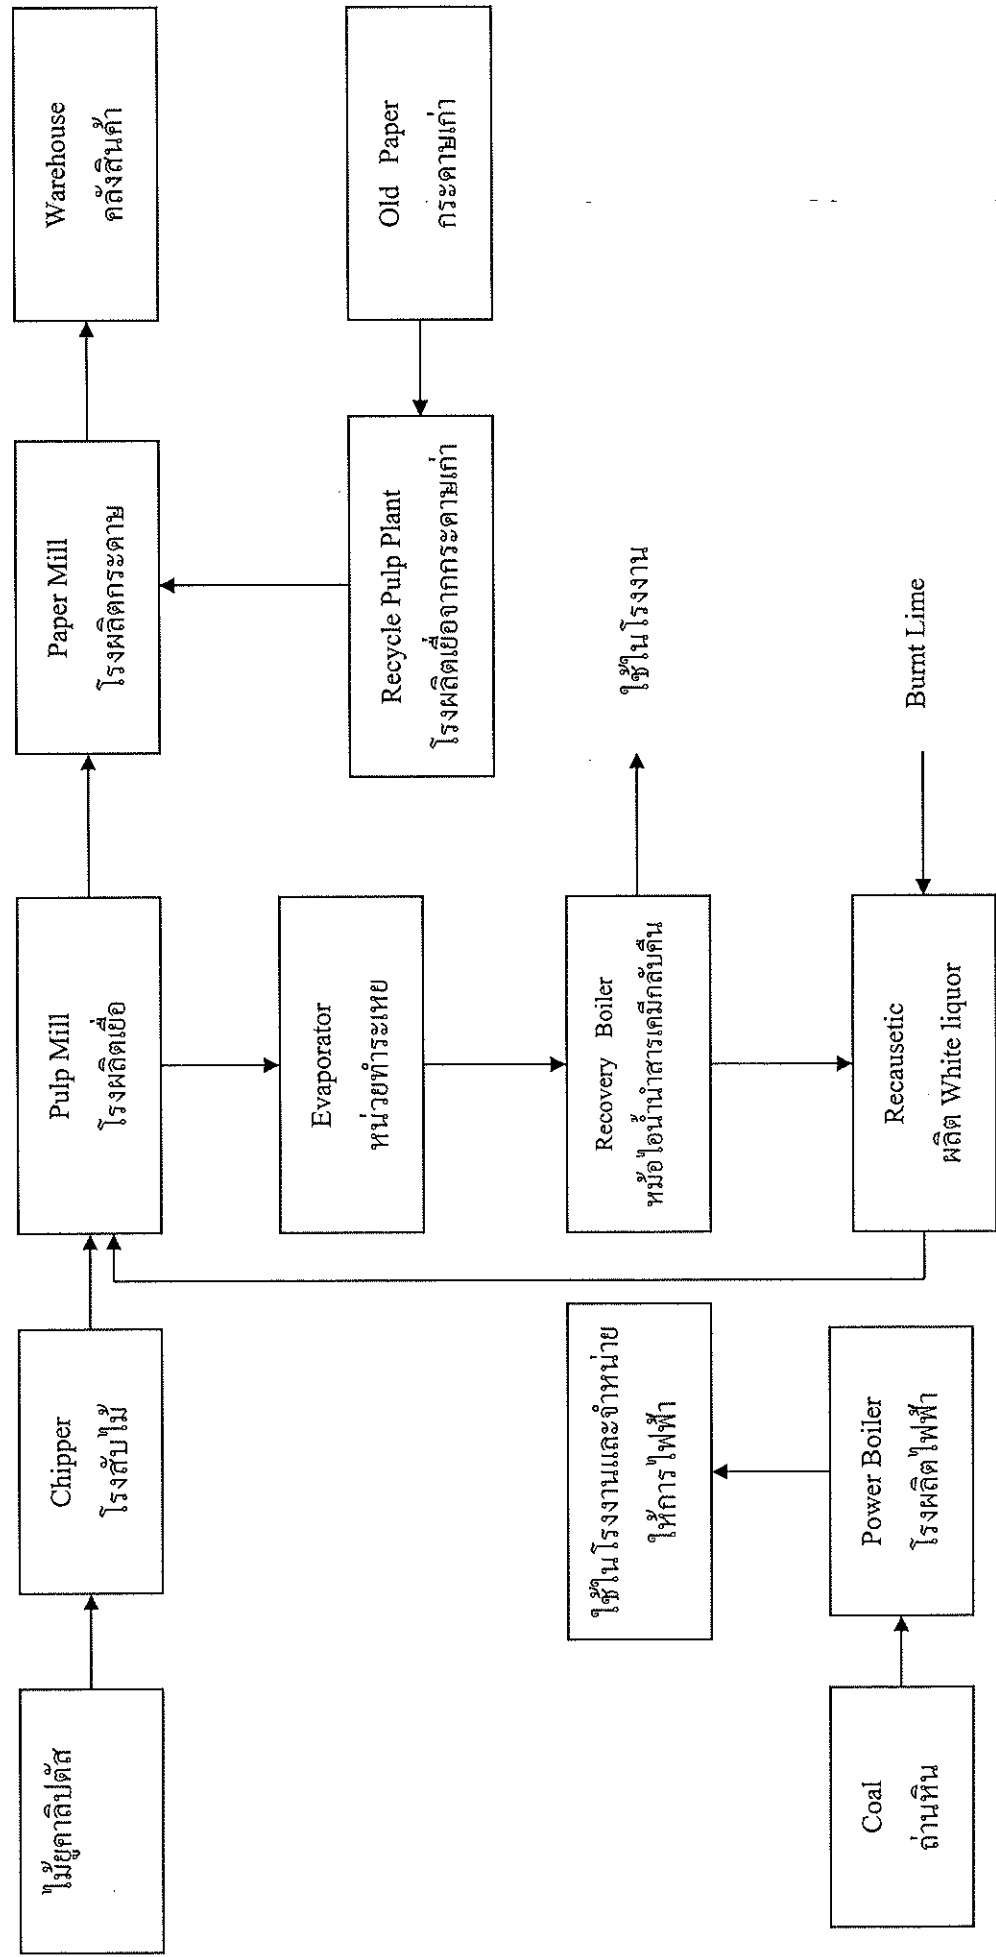 ไม้ยูคาลิปตัส
Chipper
โรงสับไม้
Pulp Mill
โรงผลิตเยื่อ
Paper Mill
โรงผลิตกระดาษ
Warehouse
คลังสินค้า
Evaporator
หน่วยทำระเหย
Recycle Pulp Plant
โรงผลิตเยื่อจากกระดาษเก่า
Old Paper
กระดาษเก่า
ใช้ในโรงงานและจำหน่าย
ให้การไฟฟ้า
Recovery Boiler
หม้อไอน้ำนำสารเคมีกลับคืน
ใช้ในโรงงาน
Coal
ถ่านหิน
Power Boiler
โรงผลิตไฟฟ้า
Recausetic
ผลิต White liquor
Burnt Lime